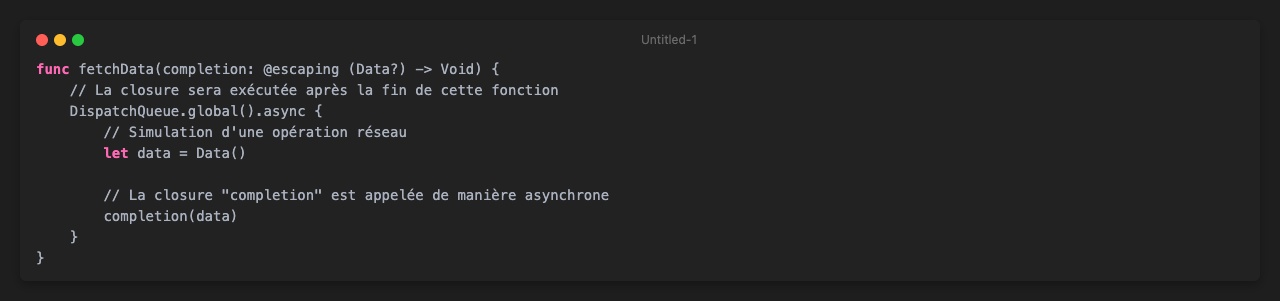 Untitled-1
func fetchData(completion: @escaping (Data?) -> Void) {
    // La closure sera exécutée après la fin de cette fonction
    DispatchQueue.global().async {
        // Simulation d'une opération réseau
        let data = Data()
        // La closure "completion" est appelée de manière asynchrone
        completion(data)
    }
}